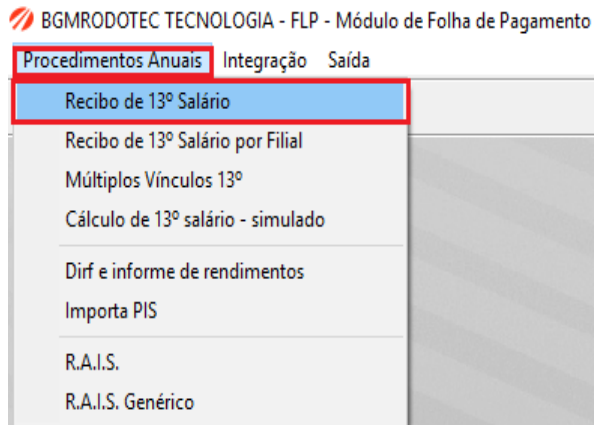 BGMRODOTEC TECNOLOGIA - FLP - Módulo de Folha de Pagamento
Procedimentos Anuais Integração Saída
Recibo de 13º Salário
Recibo de 13º Salário por Filial
Múltiplos Vínculos 13º
Cálculo de 13º salário - simulado
Dirf e informe de rendimentos
Importa PIS
R.A.I.S.
R.A.I.S. Genérico